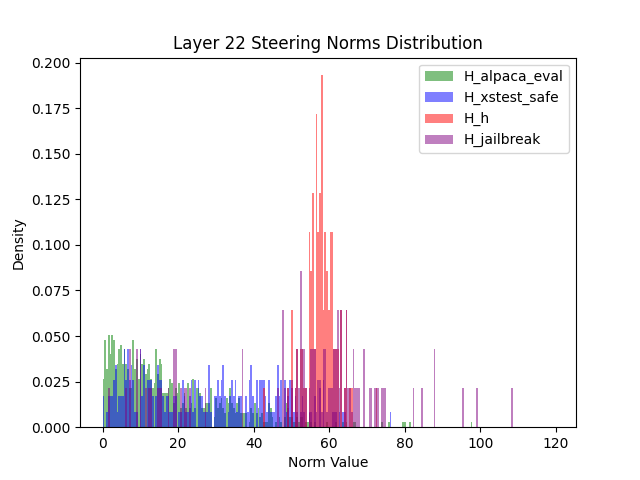 Layer 22 Steering Norms Distribution
H_alpaca_eval
H_xstest_safe
H_h
H_jailbreak
0.200
0.175
0.150
0.125
0.100
0.075
0.050
0.025
0.000
Density
0 20 40 60 80 100 120
Norm Value